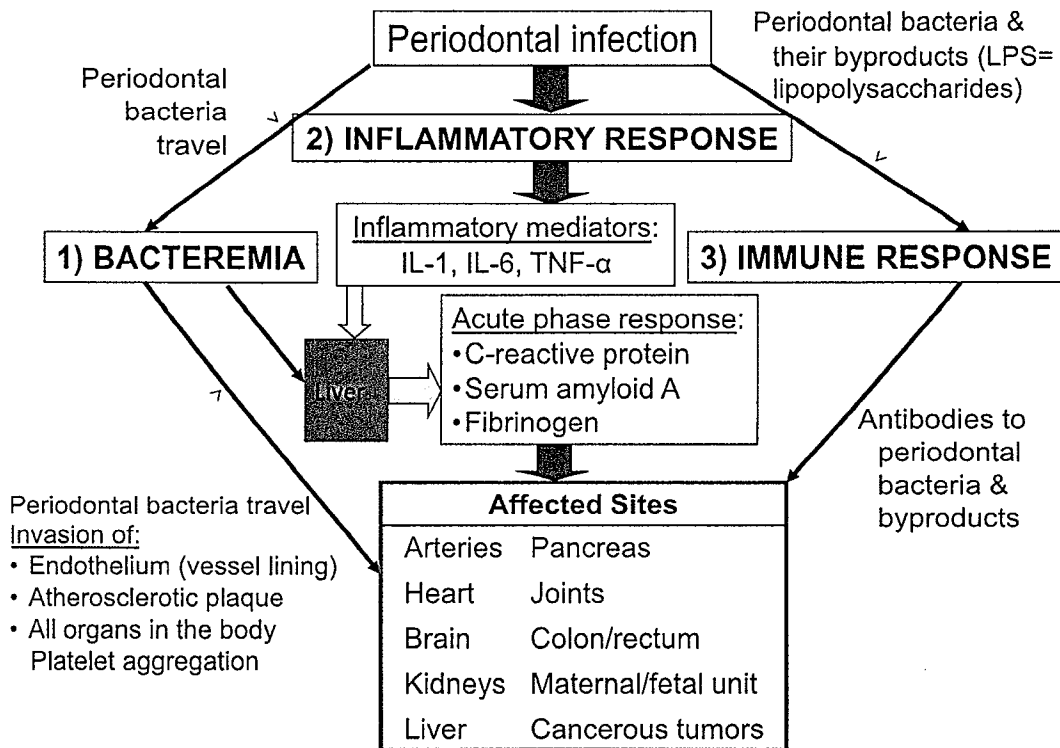 Periodontal infection
Periodontal bacteria &
their byproducts (LPS=
lipopolysaccharides)
Periodontal
bacteria
travel
2) INFLAMMATORY RESPONSE
Inflammatory mediators:
IL-1, IL-6, TNF-α
1) BACTEREMIA
3) IMMUNE RESPONSE
Acute phase response:
•C-reactive protein
•Serum amyloid A
•Fibrinogen
Liver
Antibodies to
periodontal
bacteria &
byproducts
Periodontal bacteria travel
Invasion of:
• Endothelium (vessel lining)
• Atherosclerotic plaque
• All organs in the body
Platelet aggregation
Affected Sites
Arteries Pancreas
Heart Joints
Brain Colon/rectum
Kidneys Maternal/fetal unit
Liver Cancerous tumors